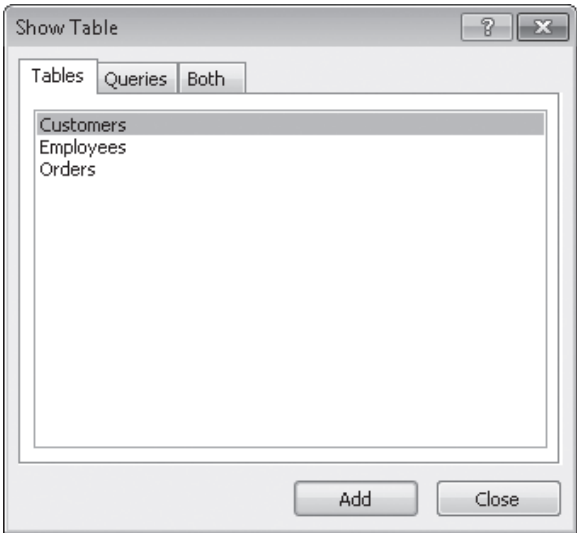 Show Table
Tables Queries Both
Customers
Employees
Orders
Add Close